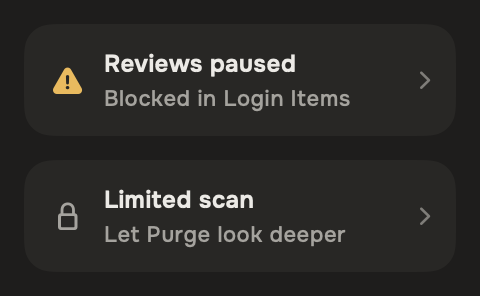 Reviews paused
Blocked in Login Items
Limited scan
Let Purge look deeper